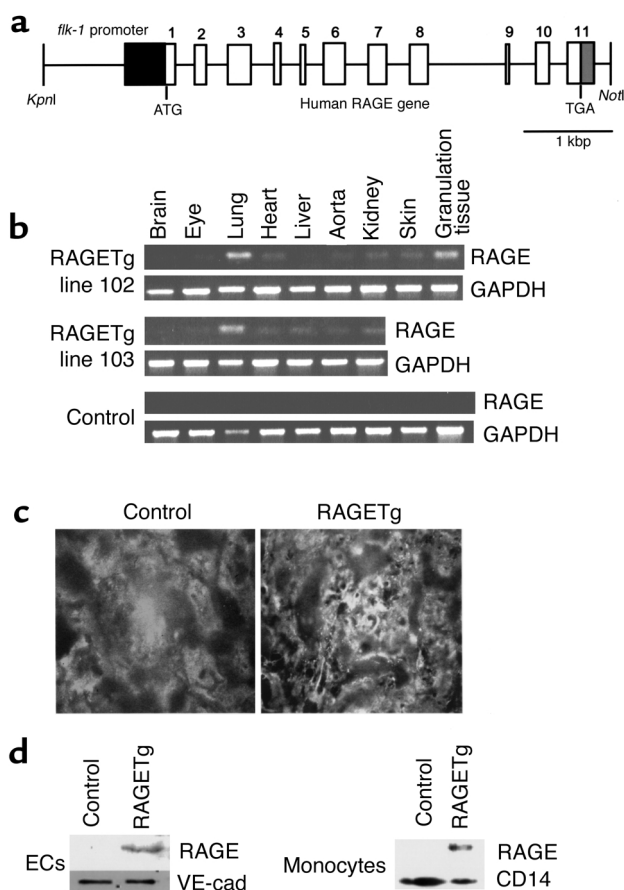 a
flk-1 promoter
1 2 3 4 5 6 7 8 9 10 11
KpnI
ATG
Human RAGE gene
TGA
NotI
1 kbp
b
Brain
Eye
Lung
Heart
Liver
Aorta
Kidney
Skin
Granulation
tissue
RAGETg
line 102
RAGE
GAPDH
RAGETg
line 103
RAGE
GAPDH
Control
RAGE
GAPDH
c
Control
RAGETg
d
Control
RAGETg
ECs
RAGE
VE-cad
Control
RAGETg
Monocytes
RAGE
CD14